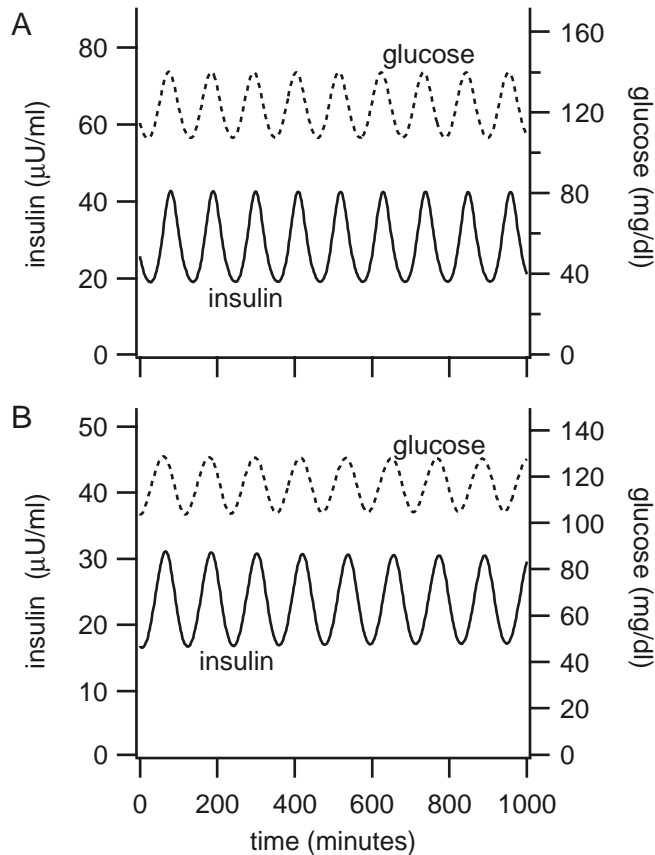 A
80
60
40
20
0
insulin (μU/ml)
glucose
insulin
160
120
80
40
0
glucose (mg/dl)
B
50
40
30
20
10
0
insulin (μU/ml)
glucose
insulin
140
120
100
80
60
40
20
0
glucose (mg/dl)
0 200 400 600 800 1000
time (minutes)